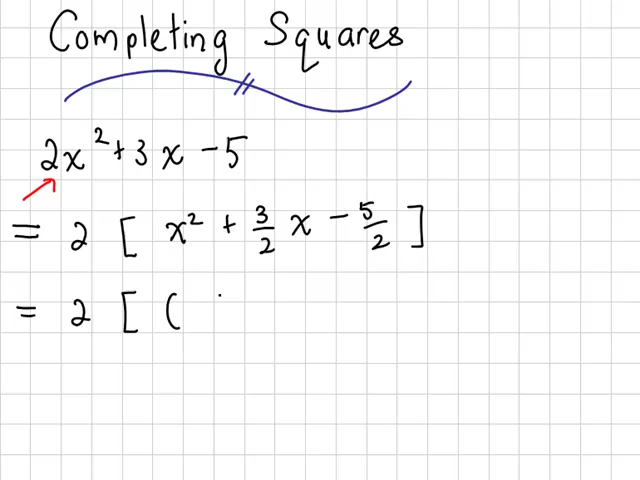 Completing Squares
2x² + 3x - 5
= 2 [ x² + 3/2 x - 5/2 ]
= 2 [ (